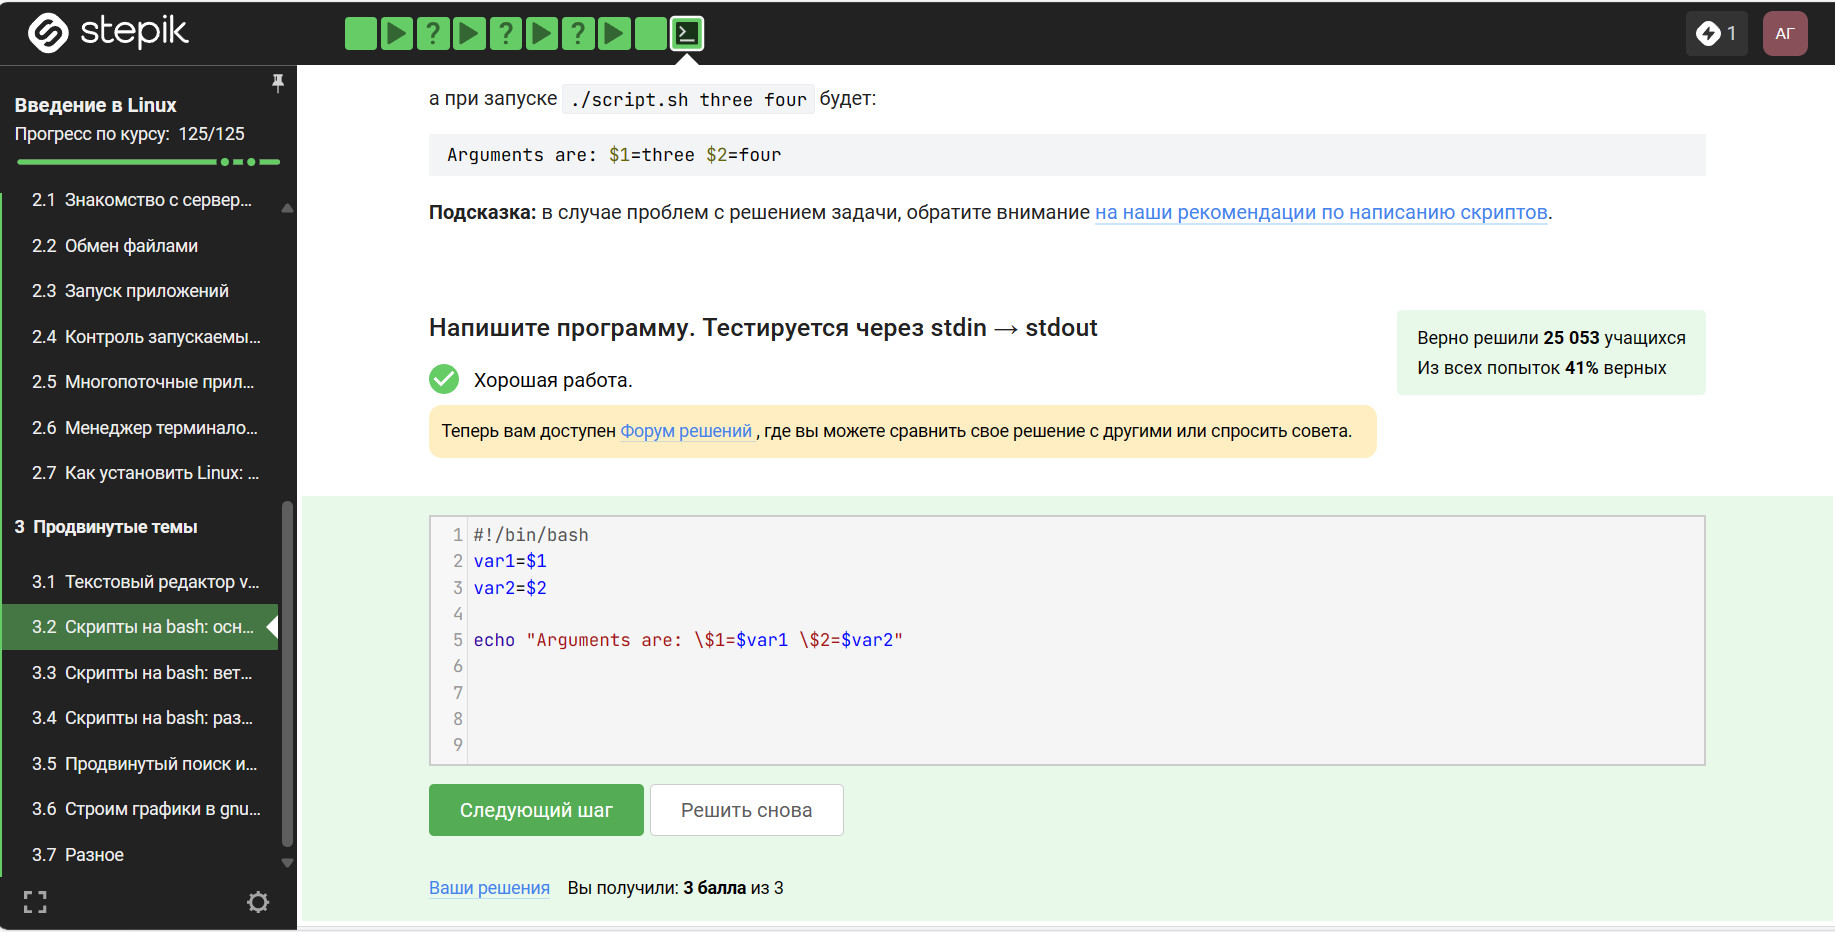 stepik
? ? ?
1
АГ
Введение в Linux
Прогресс по курсу: 125/125
2.1 Знакомство с сервер...
2.2 Обмен файлами
2.3 Запуск приложений
2.4 Контроль запускаемы...
2.5 Многопоточные прил...
2.6 Менеджер терминало...
2.7 Как установить Linux: ...
3 Продвинутые темы
3.1 Текстовый редактор v...
3.2 Скрипты на bash: осн...
3.3 Скрипты на bash: вет...
3.4 Скрипты на bash: раз...
3.5 Продвинутый поиск и...
3.6 Строим графики в gnu...
3.7 Разное
а при запуске ./script.sh three four будет:
Arguments are: $1=three $2=four
Подсказка: в случае проблем с решением задачи, обратите внимание на наши рекомендации по написанию скриптов.
Напишите программу. Тестируется через stdin → stdout
Верно решили 25 053 учащихся
Из всех попыток 41% верных
Хорошая работа.
Теперь вам доступен Форум решений , где вы можете сравнить свое решение с другими или спросить совета.
1 #!/bin/bash
2 var1=$1
3 var2=$2
4
5 echo "Arguments are: \$1=$var1 \$2=$var2"
6
7
8
9
Следующий шаг
Решить снова
Ваши решения Вы получили: 3 балла из 3